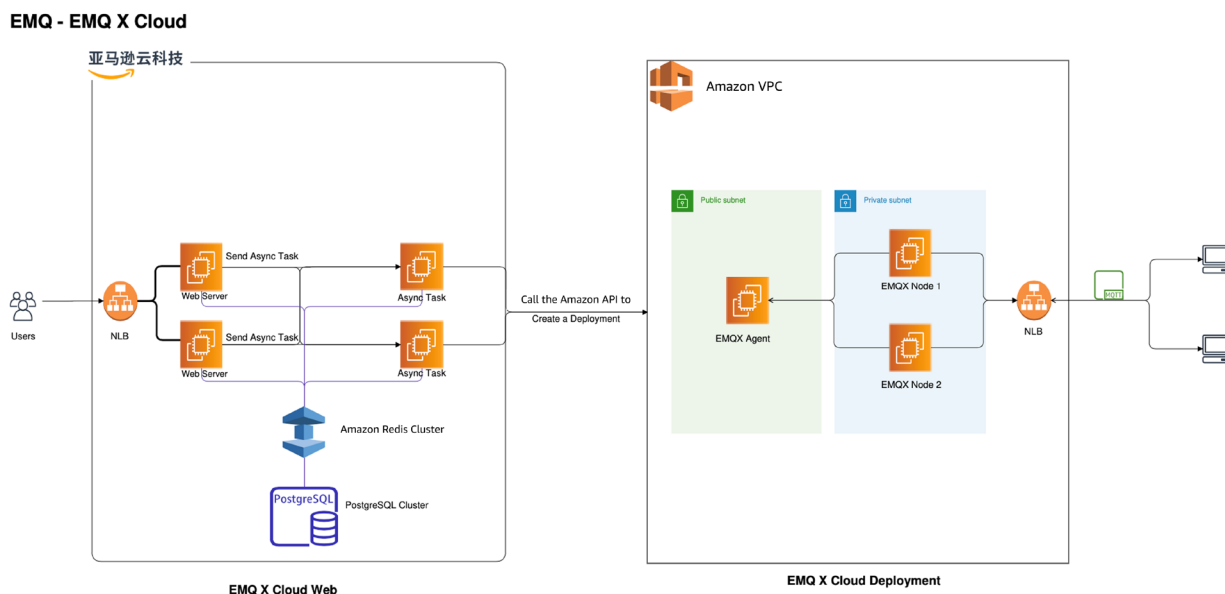 EMQ - EMQ X Cloud
亚马逊云科技
Amazon VPC
Public subnet
Private subnet
Send Async Task
Web Server
Async Task
EMQX Node 1
Users
NLB
Send Async Task
Web Server
Async Task
Call the Amazon API to
Create a Deployment
EMQX Agent
EMQX Node 2
NLB
MQTT
Amazon Redis Cluster
PostgreSQL
PostgreSQL Cluster
EMQ X Cloud Web
EMQ X Cloud Deployment